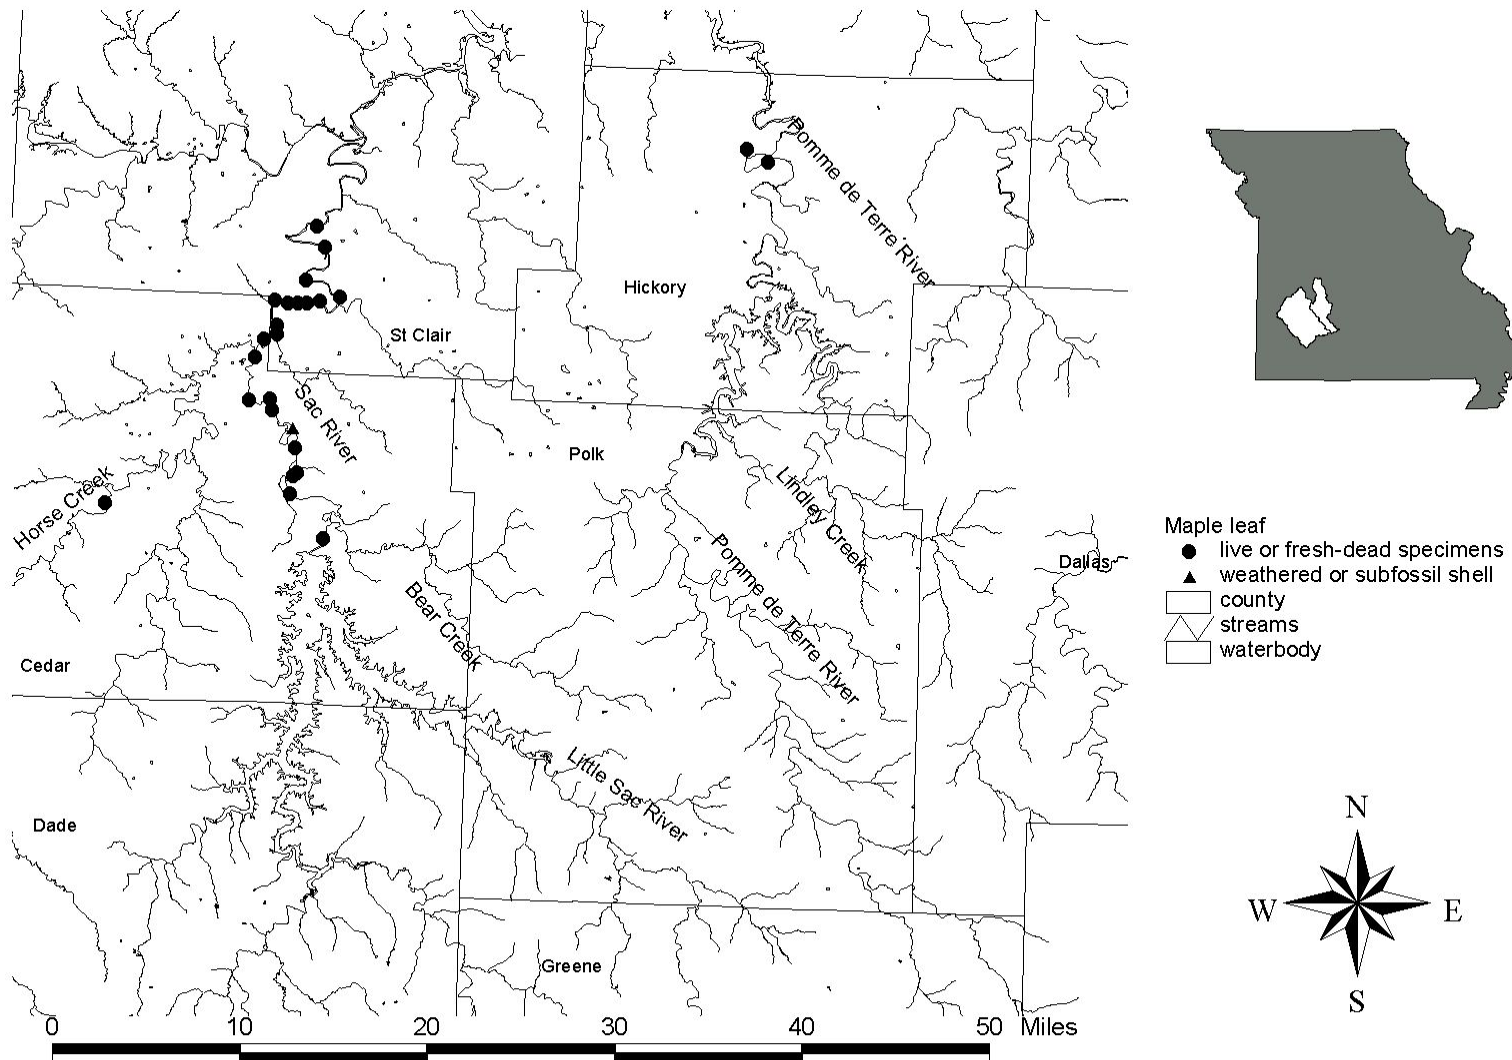 Pomme de Terre River
Hickory
St Clair
Sac River
Polk
Horse Creek
Lindley Creek
Pomme de Terre River
Dallas
Bear Creek
Cedar
Little Sac River
Dade
Greene
0 10 20 30 40 50 Miles
Maple leaf
live or fresh-dead specimens
weathered or subfossil shell
county
streams
waterbody
N
W E
S